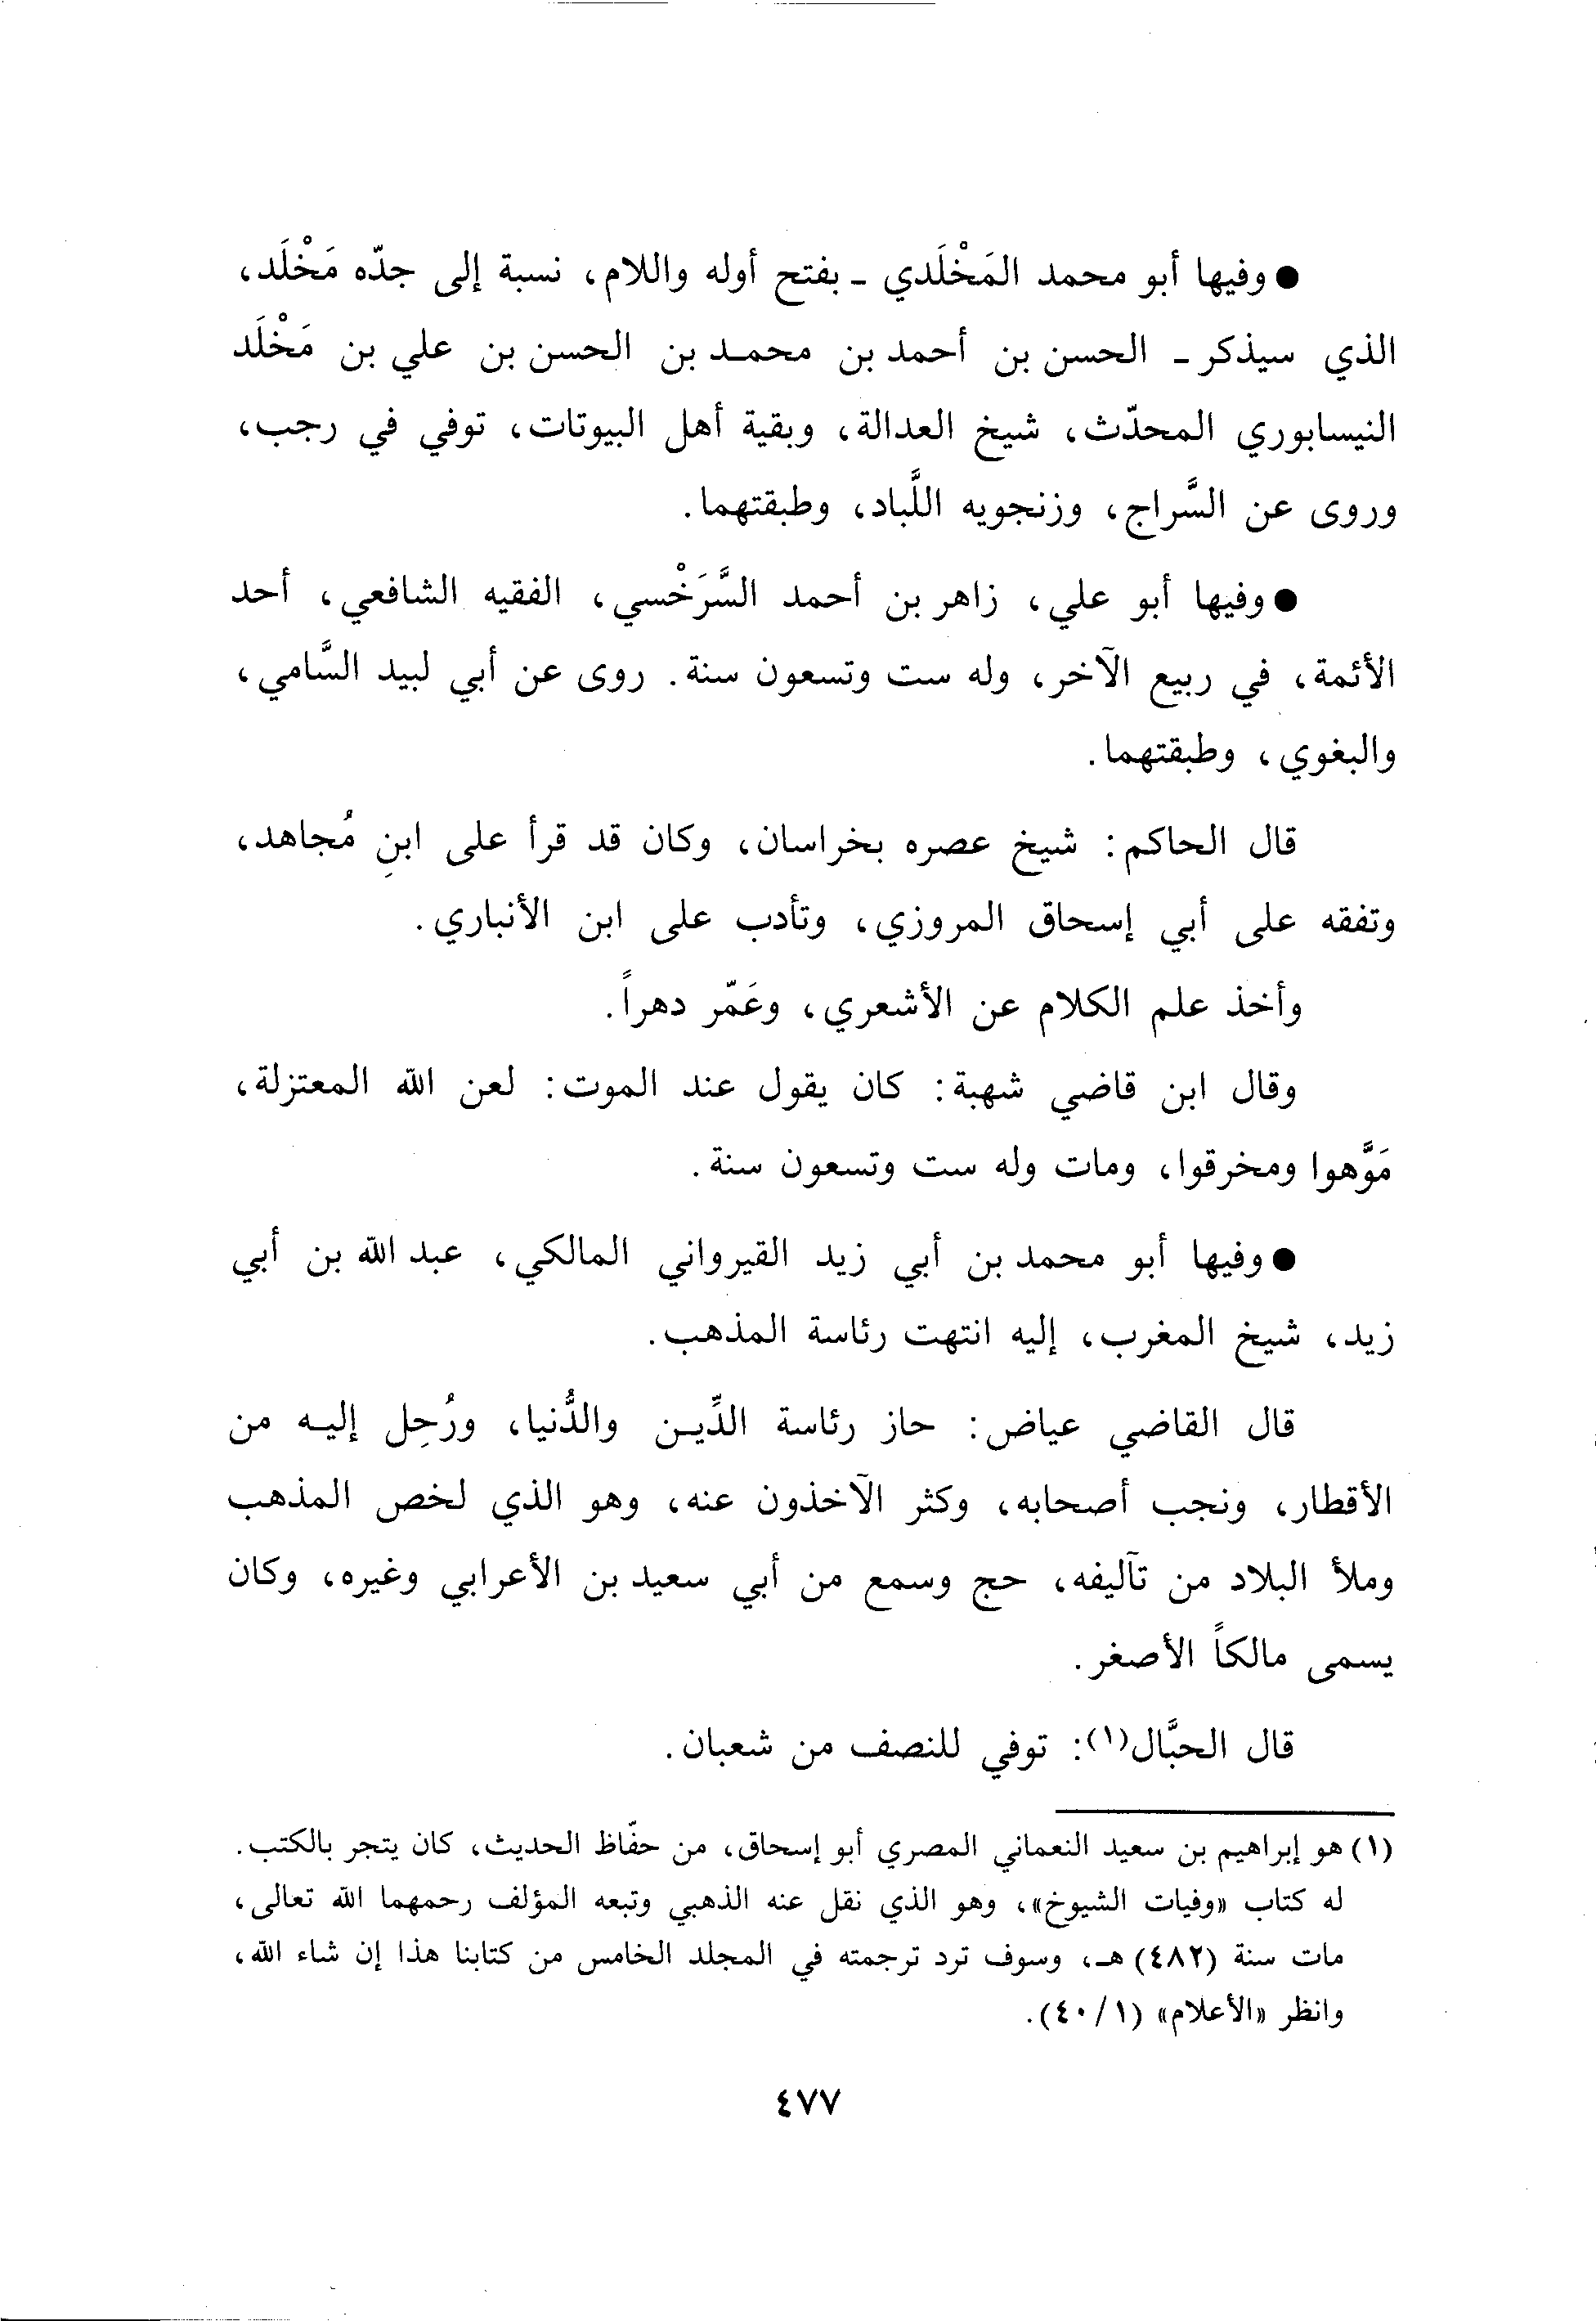 ● وفيها أبو محمد المَخْلَدي ـ بفتح أوله واللام، نسبة إلى جدّه مَخْلَد،
الذي سيذكر ـ الحسن بن أحمد بن محمد بن الحسن بن علي بن مَخْلَد
النيسابوري المحدّث، شيخ العدالة، وبقية أهل البيوتات، توفي في رجب،
وروى عن السَّراج، وزنجويه اللَّباد، وطبقتهما.
● وفيها أبو علي، زاهر بن أحمد السَّرَخْسي، الفقيه الشافعي، أحد
الأئمة، في ربيع الآخر، وله ست وتسعون سنة. روى عن أبي لبيد السَّامي،
والبغوي، وطبقتهما.
قال الحاكم: شيخ عصره بخراسان، وكان قد قرأ على ابنِ مُجاهد،
وتفقه على أبي إسحاق المروزي، وتأدب على ابن الأنباري.
وأخذ علم الكلام عن الأشعري، وعَمّر دهراً.
وقال ابن قاضي شهبة: كان يقول عند الموت: لعن الله المعتزلة،
مَوَّهوا ومخرقوا، ومات وله ست وتسعون سنة.
● وفيها أبو محمد بن أبي زيد القيرواني المالكي، عبد الله بن أبي
زيد، شيخ المغرب، إليه انتهت رئاسة المذهب.
قال القاضي عياض: حاز رئاسة الدِّين والدُّنيا، ورُحِل إليه من
الأقطار، ونجب أصحابه، وكثر الآخذون عنه، وهو الذي لخص المذهب
وملأ البلاد من تآليفه، حج وسمع من أبي سعيد بن الأعرابي وغيره، وكان
يسمى مالكاً الأصغر.
قال الحبَّال(١): توفي للنصف من شعبان.
(١) هو إبراهيم بن سعيد النعماني المصري أبو إسحاق، من حفّاظ الحديث، كان يتجر بالكتب.
له كتاب «وفيات الشيوخ»، وهو الذي نقل عنه الذهبي وتبعه المؤلف رحمهما الله تعالى،
مات سنة (٤٨٢) هـ، وسوف ترد ترجمته في المجلد الخامس من كتابنا هذا إن شاء الله،
وانظر «الأعلام» (١/٤٠).
٤٧٧